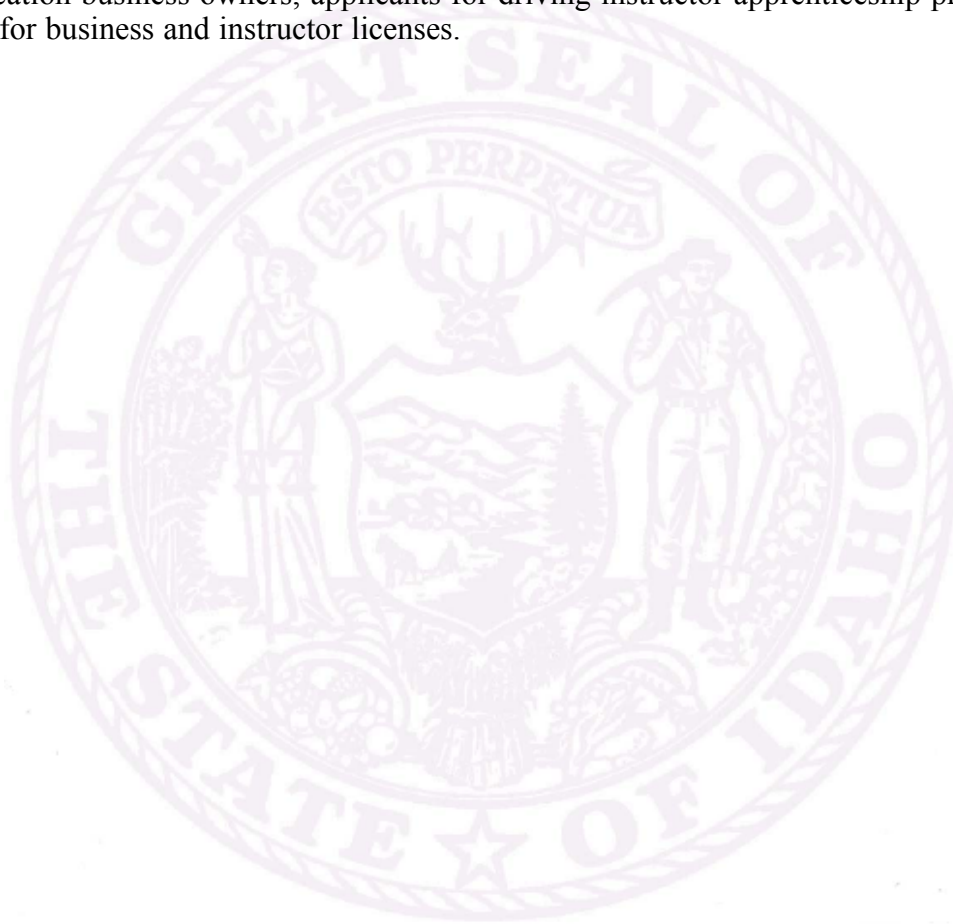 business owners, applicants for driving instructor apprenticeship
for business and instructor licenses.
GREAT SEAL OF
ESTO PERPETUA
THE STATE OF IDAHO